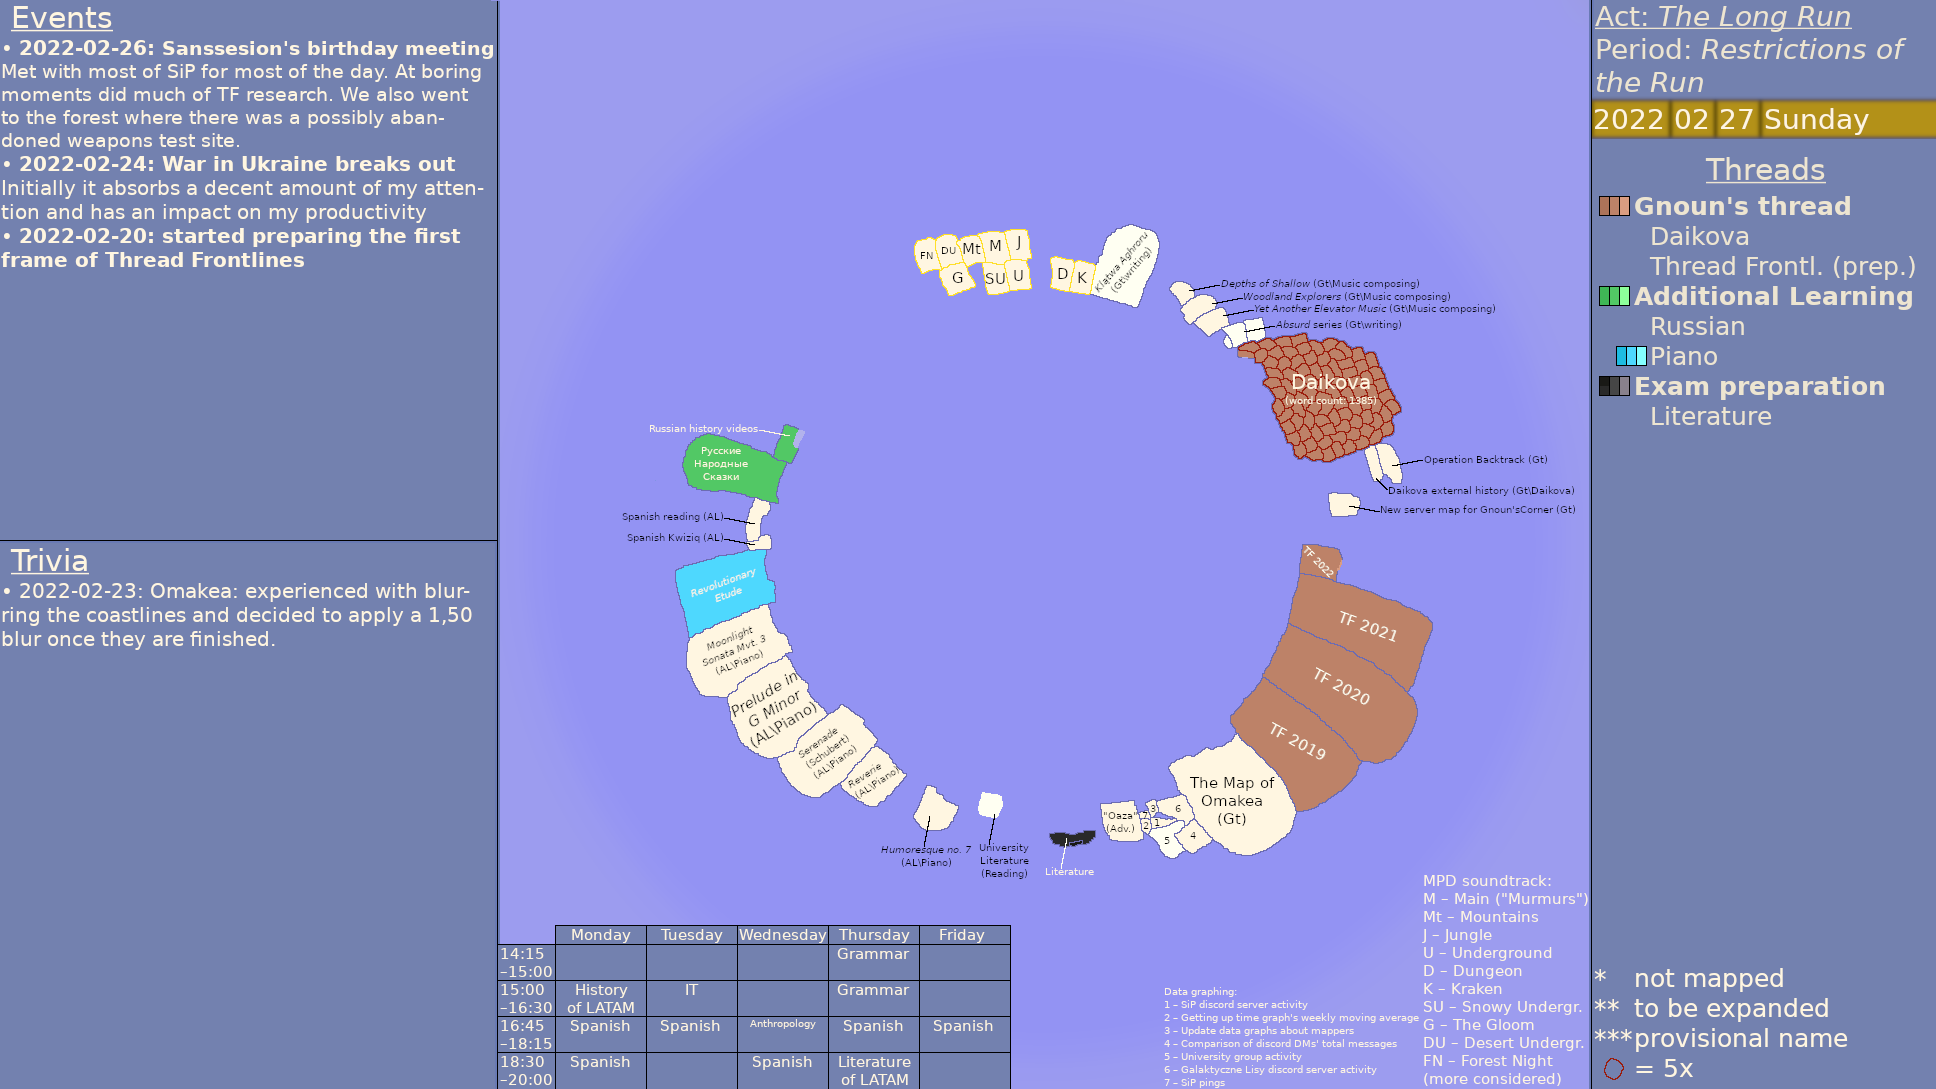 Events
• 2022-02-26: Sanssesion's birthday meeting
Met with most of SiP for most of the day. At boring
moments did much of TF research. We also went
to the forest where there was a possibly aban-
doned weapons test site.
• 2022-02-24: War in Ukraine breaks out
Initially it absorbs a decent amount of my atten-
tion and has an impact on my productivity
• 2022-02-20: started preparing the first
frame of Thread Frontlines
Trivia
• 2022-02-23: Omakea: experienced with blur-
ring the coastlines and decided to apply a 1,50
blur once they are finished.
FN
DU
Mt
M
J
G
SU
U
D
K
Klątwa Aghroru
(Gt\writing)
Depths of Shallow (Gt\Music composing)
Woodland Explorers (Gt\Music composing)
Yet Another Elevator Music (Gt\Music composing)
Absurd series (Gt\writing)
Daikova
(word count: 1385)
Operation Backtrack (Gt)
Daikova external history (Gt\Daikova)
New server map for Gnoun'sCorner (Gt)
TF 2022
TF 2021
TF 2020
TF 2019
The Map of
Omakea
(Gt)
"Oaza"
(Adv.)
7
3
6
2
1
5
4
Literature
University
Literature
(Reading)
Humoresque no. 7
(AL\Piano)
Reverie
(AL\Piano)
Serenade
(Schubert)
(AL\Piano)
Prelude in
G Minor
(AL\Piano)
Moonlight
Sonata Mvt. 3
(AL\Piano)
Revolutionary
Etude
Spanish Kwiziq (AL)
Spanish reading (AL)
Русские
Народные
Сказки
Russian history videos
Monday Tuesday Wednesday Thursday Friday
14:15
–15:00
Grammar
15:00
–16:30
History
of LATAM
IT
Grammar
16:45
–18:15
Spanish Spanish Anthropology Spanish Spanish
18:30
–20:00
Spanish
Spanish
Literature
of LATAM
Data graphing:
1 – SiP discord server activity
2 – Getting up time graph's weekly moving average
3 – Update data graphs about mappers
4 – Comparison of discord DMs' total messages
5 – University group activity
6 – Galaktyczne Lisy discord server activity
7 – SiP pings
MPD soundtrack:
M – Main ("Murmurs")
Mt – Mountains
J – Jungle
U – Underground
D – Dungeon
K – Kraken
SU – Snowy Undergr.
G – The Gloom
DU – Desert Undergr.
FN – Forest Night
(more considered)
Act: The Long Run
Period: Restrictions of
the Run
2022 02 27 Sunday
Threads
Gnoun's thread
Daikova
Thread Frontl. (prep.)
Additional Learning
Russian
Piano
Exam preparation
Literature
* not mapped
** to be expanded
*** provisional name
= 5x